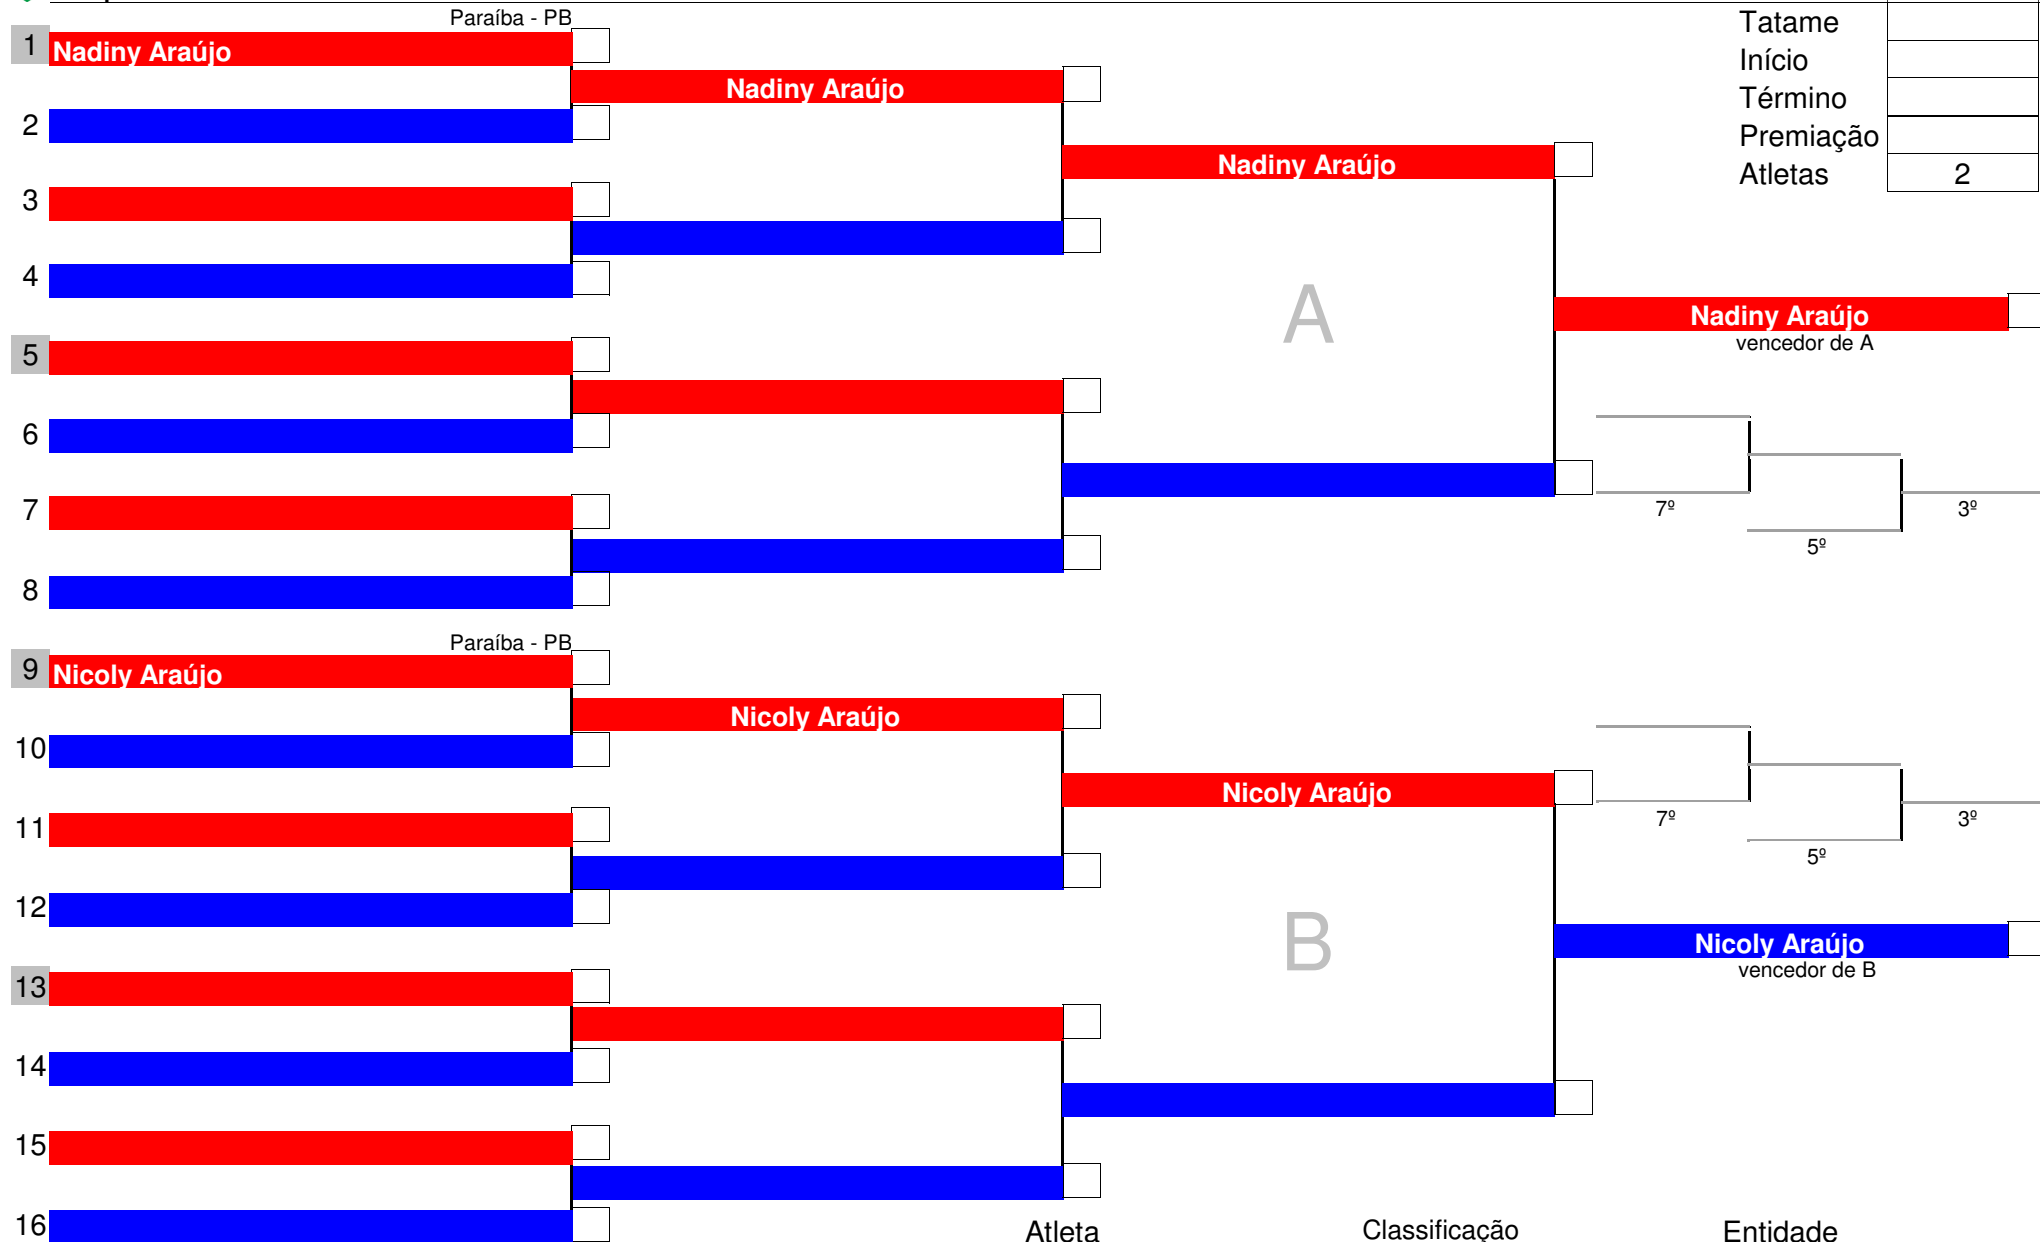 Paraíba - PB
1 Nadiny Araújo
Tatame
Início
Nadiny Araújo
Término
2
Premiação
Nadiny Araújo
Atletas 2
3
4
A
Nadiny Araújo
vencedor de A
5
6
7
7º
3º
5º
8
Paraíba - PB
9 Nicoly Araújo
Nicoly Araújo
10
Nicoly Araújo
11
7º
3º
5º
12
B
Nicoly Araújo
vencedor de B
13
14
15
16
Atleta Classificação Entidade